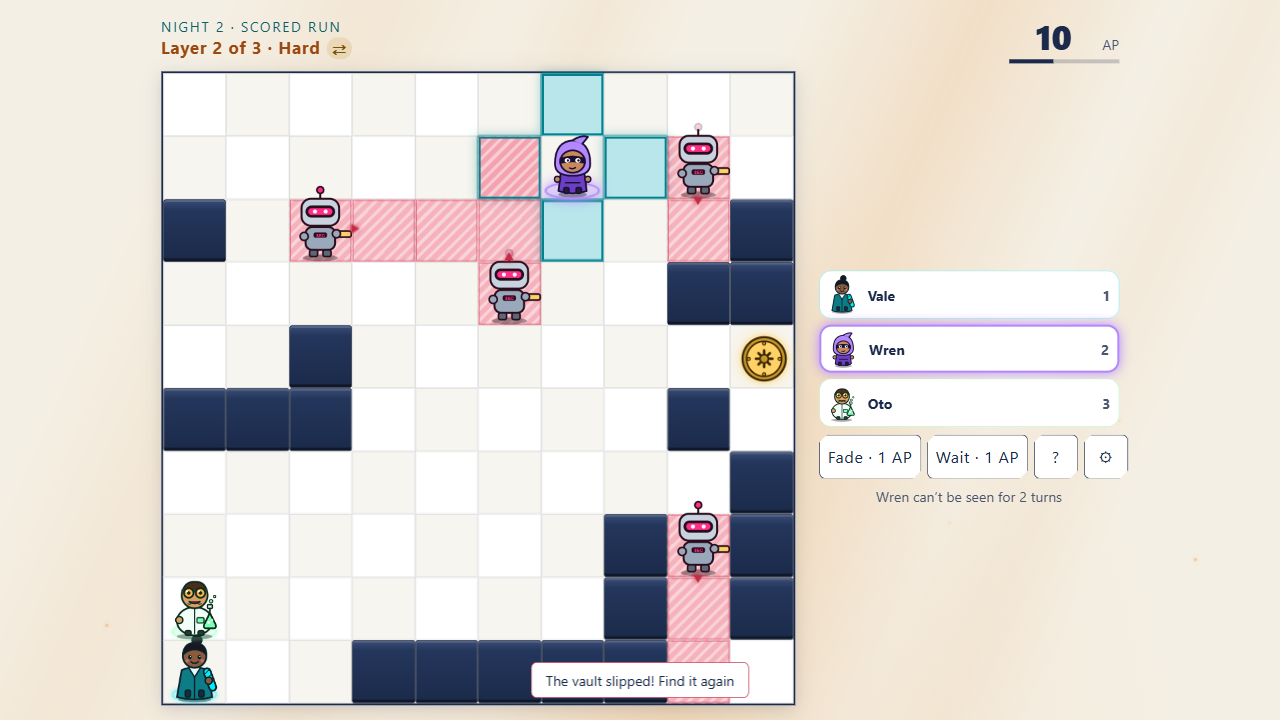 NIGHT 2 · SCORED RUN
Layer 2 of 3 · Hard ⇄
10 AP
Vale 1
Wren 2
Oto 3
Fade · 1 AP Wait · 1 AP ?
Wren can't be seen for 2 turns
The vault slipped! Find it again